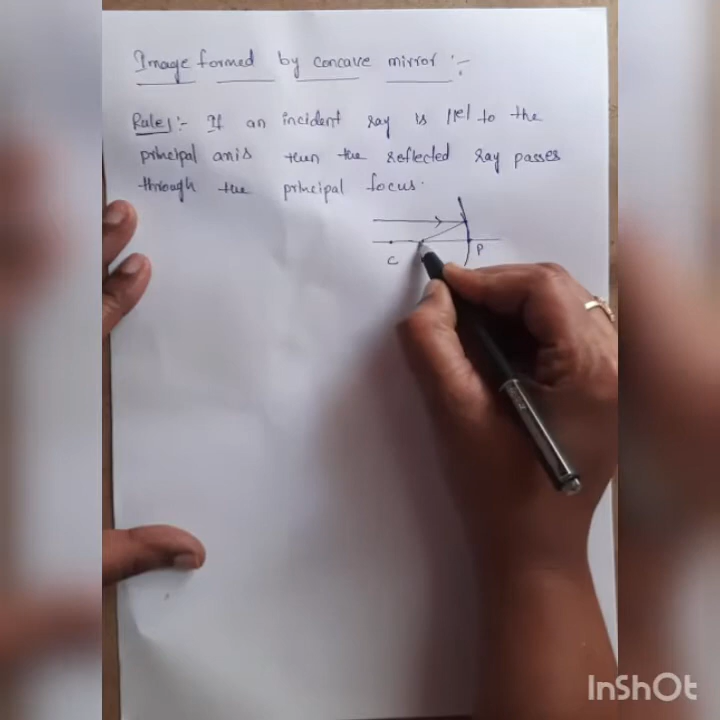 Image formed by concave mirror :-
Rules :- If an incident ray is ||el to the
principal axis then the reflected ray passes
through the principal focus.
C P
InShOt